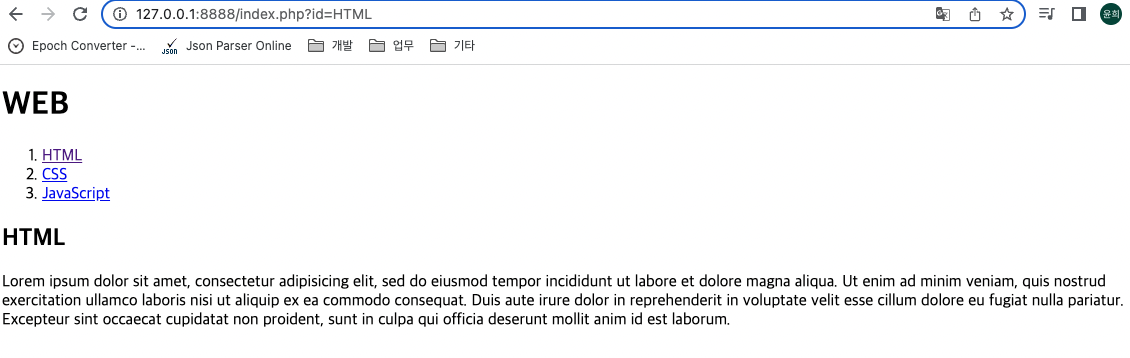 127.0.0.1:8888/index.php?id=HTML
윤희
Epoch Converter -...
Json Parser Online
개발
업무
기타
WEB
1. HTML
2. CSS
3. JavaScript
HTML
Lorem ipsum dolor sit amet, consectetur adipisicing elit, sed do eiusmod tempor incididunt ut labore et dolore magna aliqua. Ut enim ad minim veniam, quis nostrud
exercitation ullamco laboris nisi ut aliquip ex ea commodo consequat. Duis aute irure dolor in reprehenderit in voluptate velit esse cillum dolore eu fugiat nulla pariatur.
Excepteur sint occaecat cupidatat non proident, sunt in culpa qui officia deserunt mollit anim id est laborum.